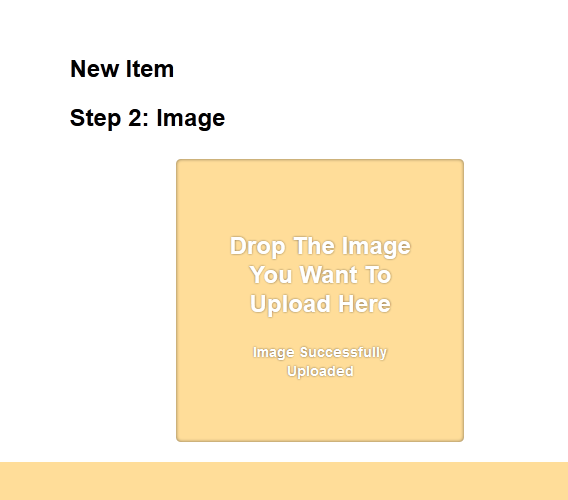 New Item
Step 2: Image
Drop The Image
You Want To
Upload Here
Image Successfully
Uploaded